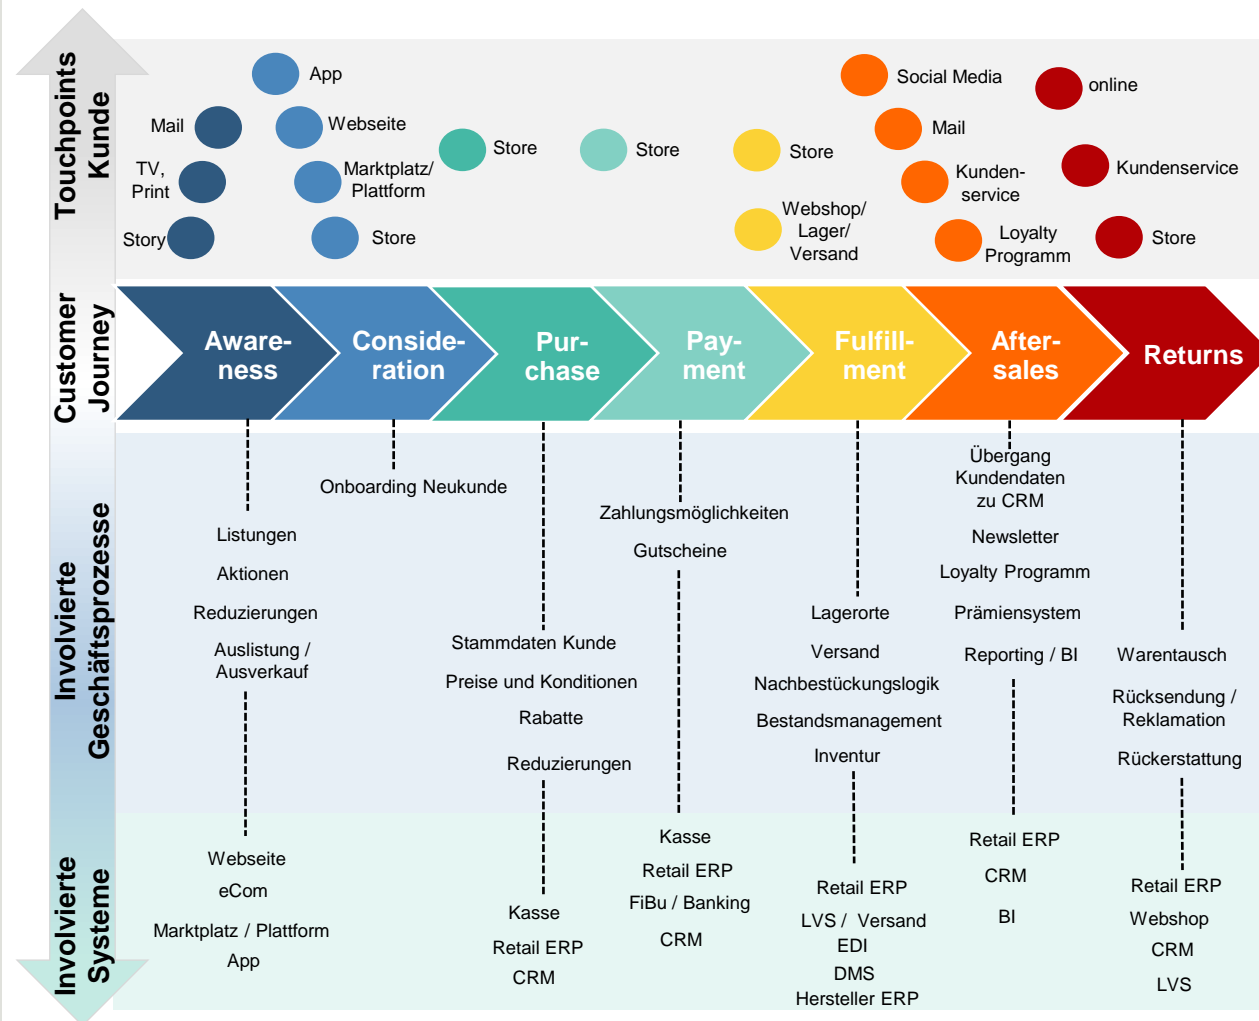 Touchpoints
Kunde
App
Mail
Webseite
TV,
Print
Marktplatz/
Plattform
Story
Store
Store
Store
Store
Webshop/
Lager/
Versand
Social Media
Mail
Kunden-
service
Loyalty
Programm
online
Kundenservice
Store
Customer
Journey
Aware-
ness
Conside-
ration
Pur-
chase
Pay-
ment
Fulfill-
ment
After-
sales
Returns
Involvierte
Geschäftsprozesse
Listungen
Aktionen
Reduzierungen
Auslistung /
Ausverkauf
Onboarding Neukunde
Stammdaten Kunde
Preise und Konditionen
Rabatte
Reduzierungen
Zahlungsmöglichkeiten
Gutscheine
Lagerorte
Versand
Nachbestückungslogik
Bestandsmanagement
Inventur
Übergang
Kundendaten
zu CRM
Newsletter
Loyalty Programm
Prämiensystem
Reporting / BI
Warentausch
Rücksendung /
Reklamation
Rückerstattung
Involvierte
Systeme
Webseite
eCom
Marktplatz / Plattform
App
Kasse
Retail ERP
CRM
Kasse
Retail ERP
FiBu / Banking
CRM
Retail ERP
LVS / Versand
EDI
DMS
Hersteller ERP
Retail ERP
CRM
BI
Retail ERP
Webshop
CRM
LVS